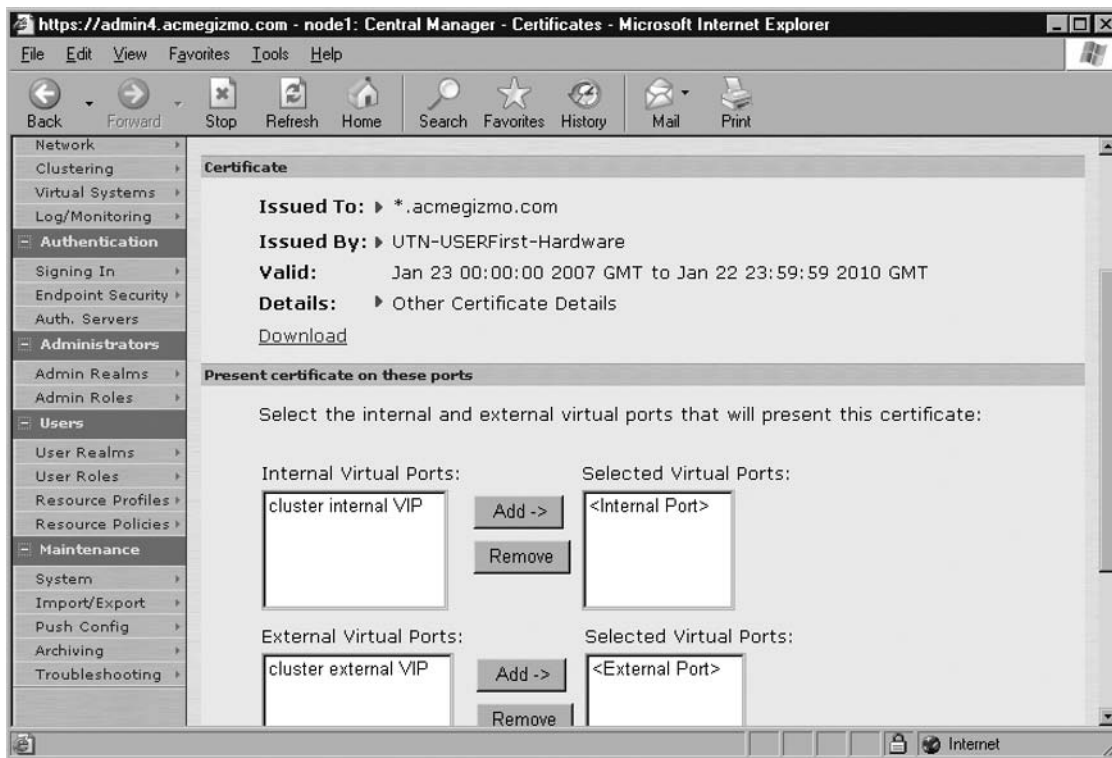 https://admin4.acmegizmo.com - node1: Central Manager - Certificates - Microsoft Internet Explorer
File Edit View Favorites Tools Help
Back Forward Stop Refresh Home Search Favorites History Mail Print
Network
Clustering
Virtual Systems
Log/Monitoring
Authentication
Signing In
Endpoint Security
Auth. Servers
Administrators
Admin Realms
Admin Roles
Users
User Realms
User Roles
Resource Profiles
Resource Policies
Maintenance
System
Import/Export
Push Config
Archiving
Troubleshooting
Certificate
Issued To: *.acmegizmo.com
Issued By: UTN-USERFirst-Hardware
Valid: Jan 23 00:00:00 2007 GMT to Jan 22 23:59:59 2010 GMT
Details: Other Certificate Details
Download
Present certificate on these ports
Select the internal and external virtual ports that will present this certificate:
Internal Virtual Ports: Selected Virtual Ports:
cluster internal VIP Add -> <Internal Port>
Remove
External Virtual Ports: Selected Virtual Ports:
cluster external VIP Add -> <External Port>
Remove
Internet